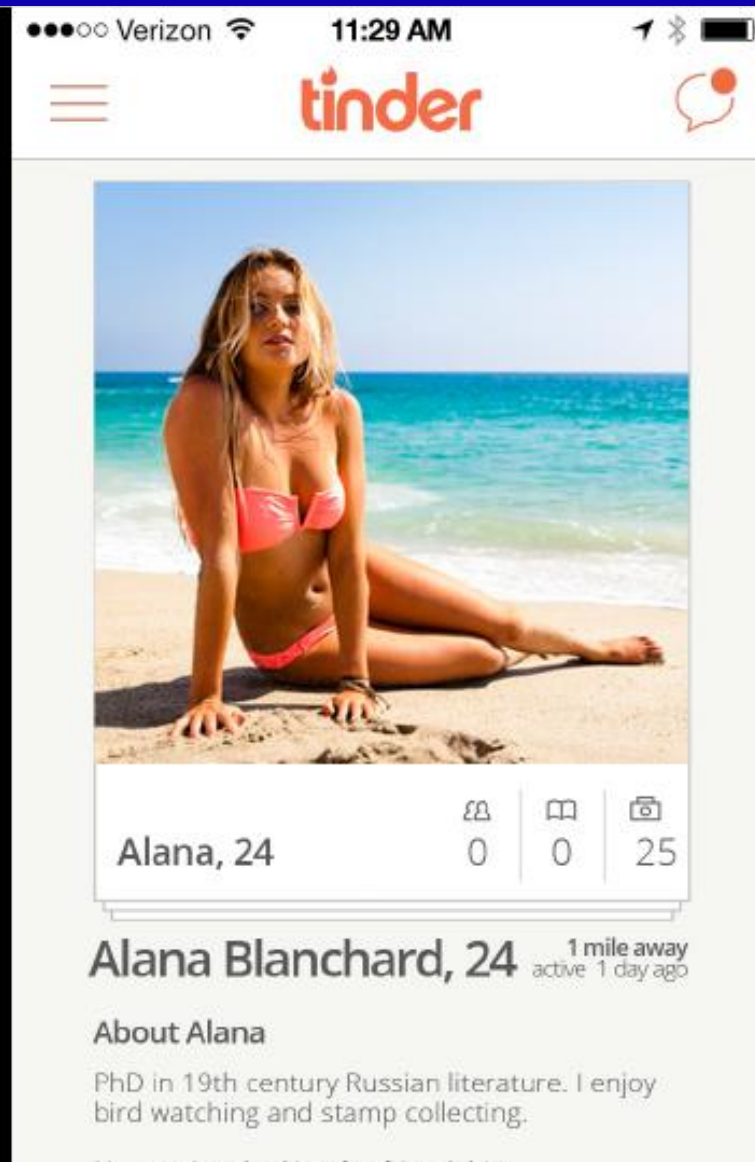 Verizon 11:29 AM
tinder
0 0 25
Alana, 24
Alana Blanchard, 24
1 mile away
active 1 day ago
About Alana
PhD in 19th century Russian literature. I enjoy
bird watching and stamp collecting.